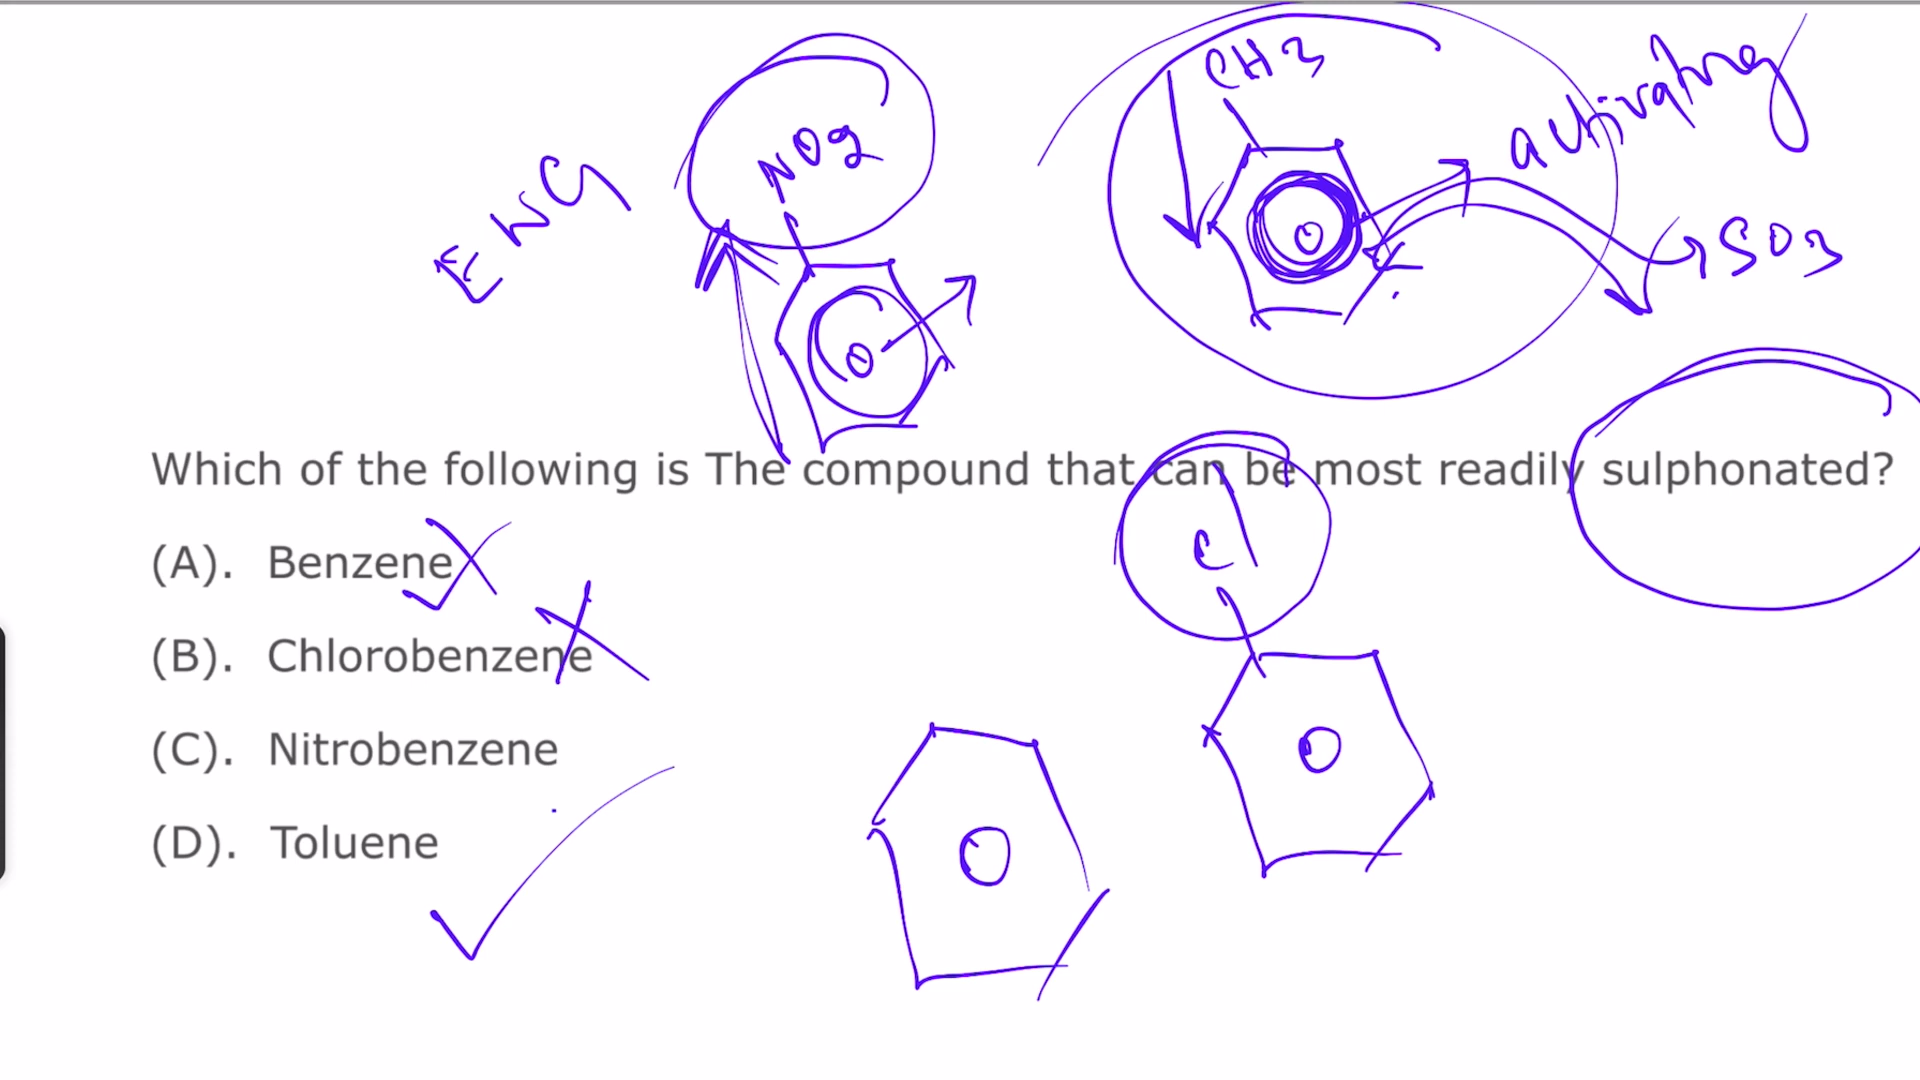 CH3
activating
NO2
EWG
SO3
Which of the following is The compound that can be most readily sulphonated?
Cl
(A). Benzene
(B). Chlorobenzene
(C). Nitrobenzene
(D). Toluene